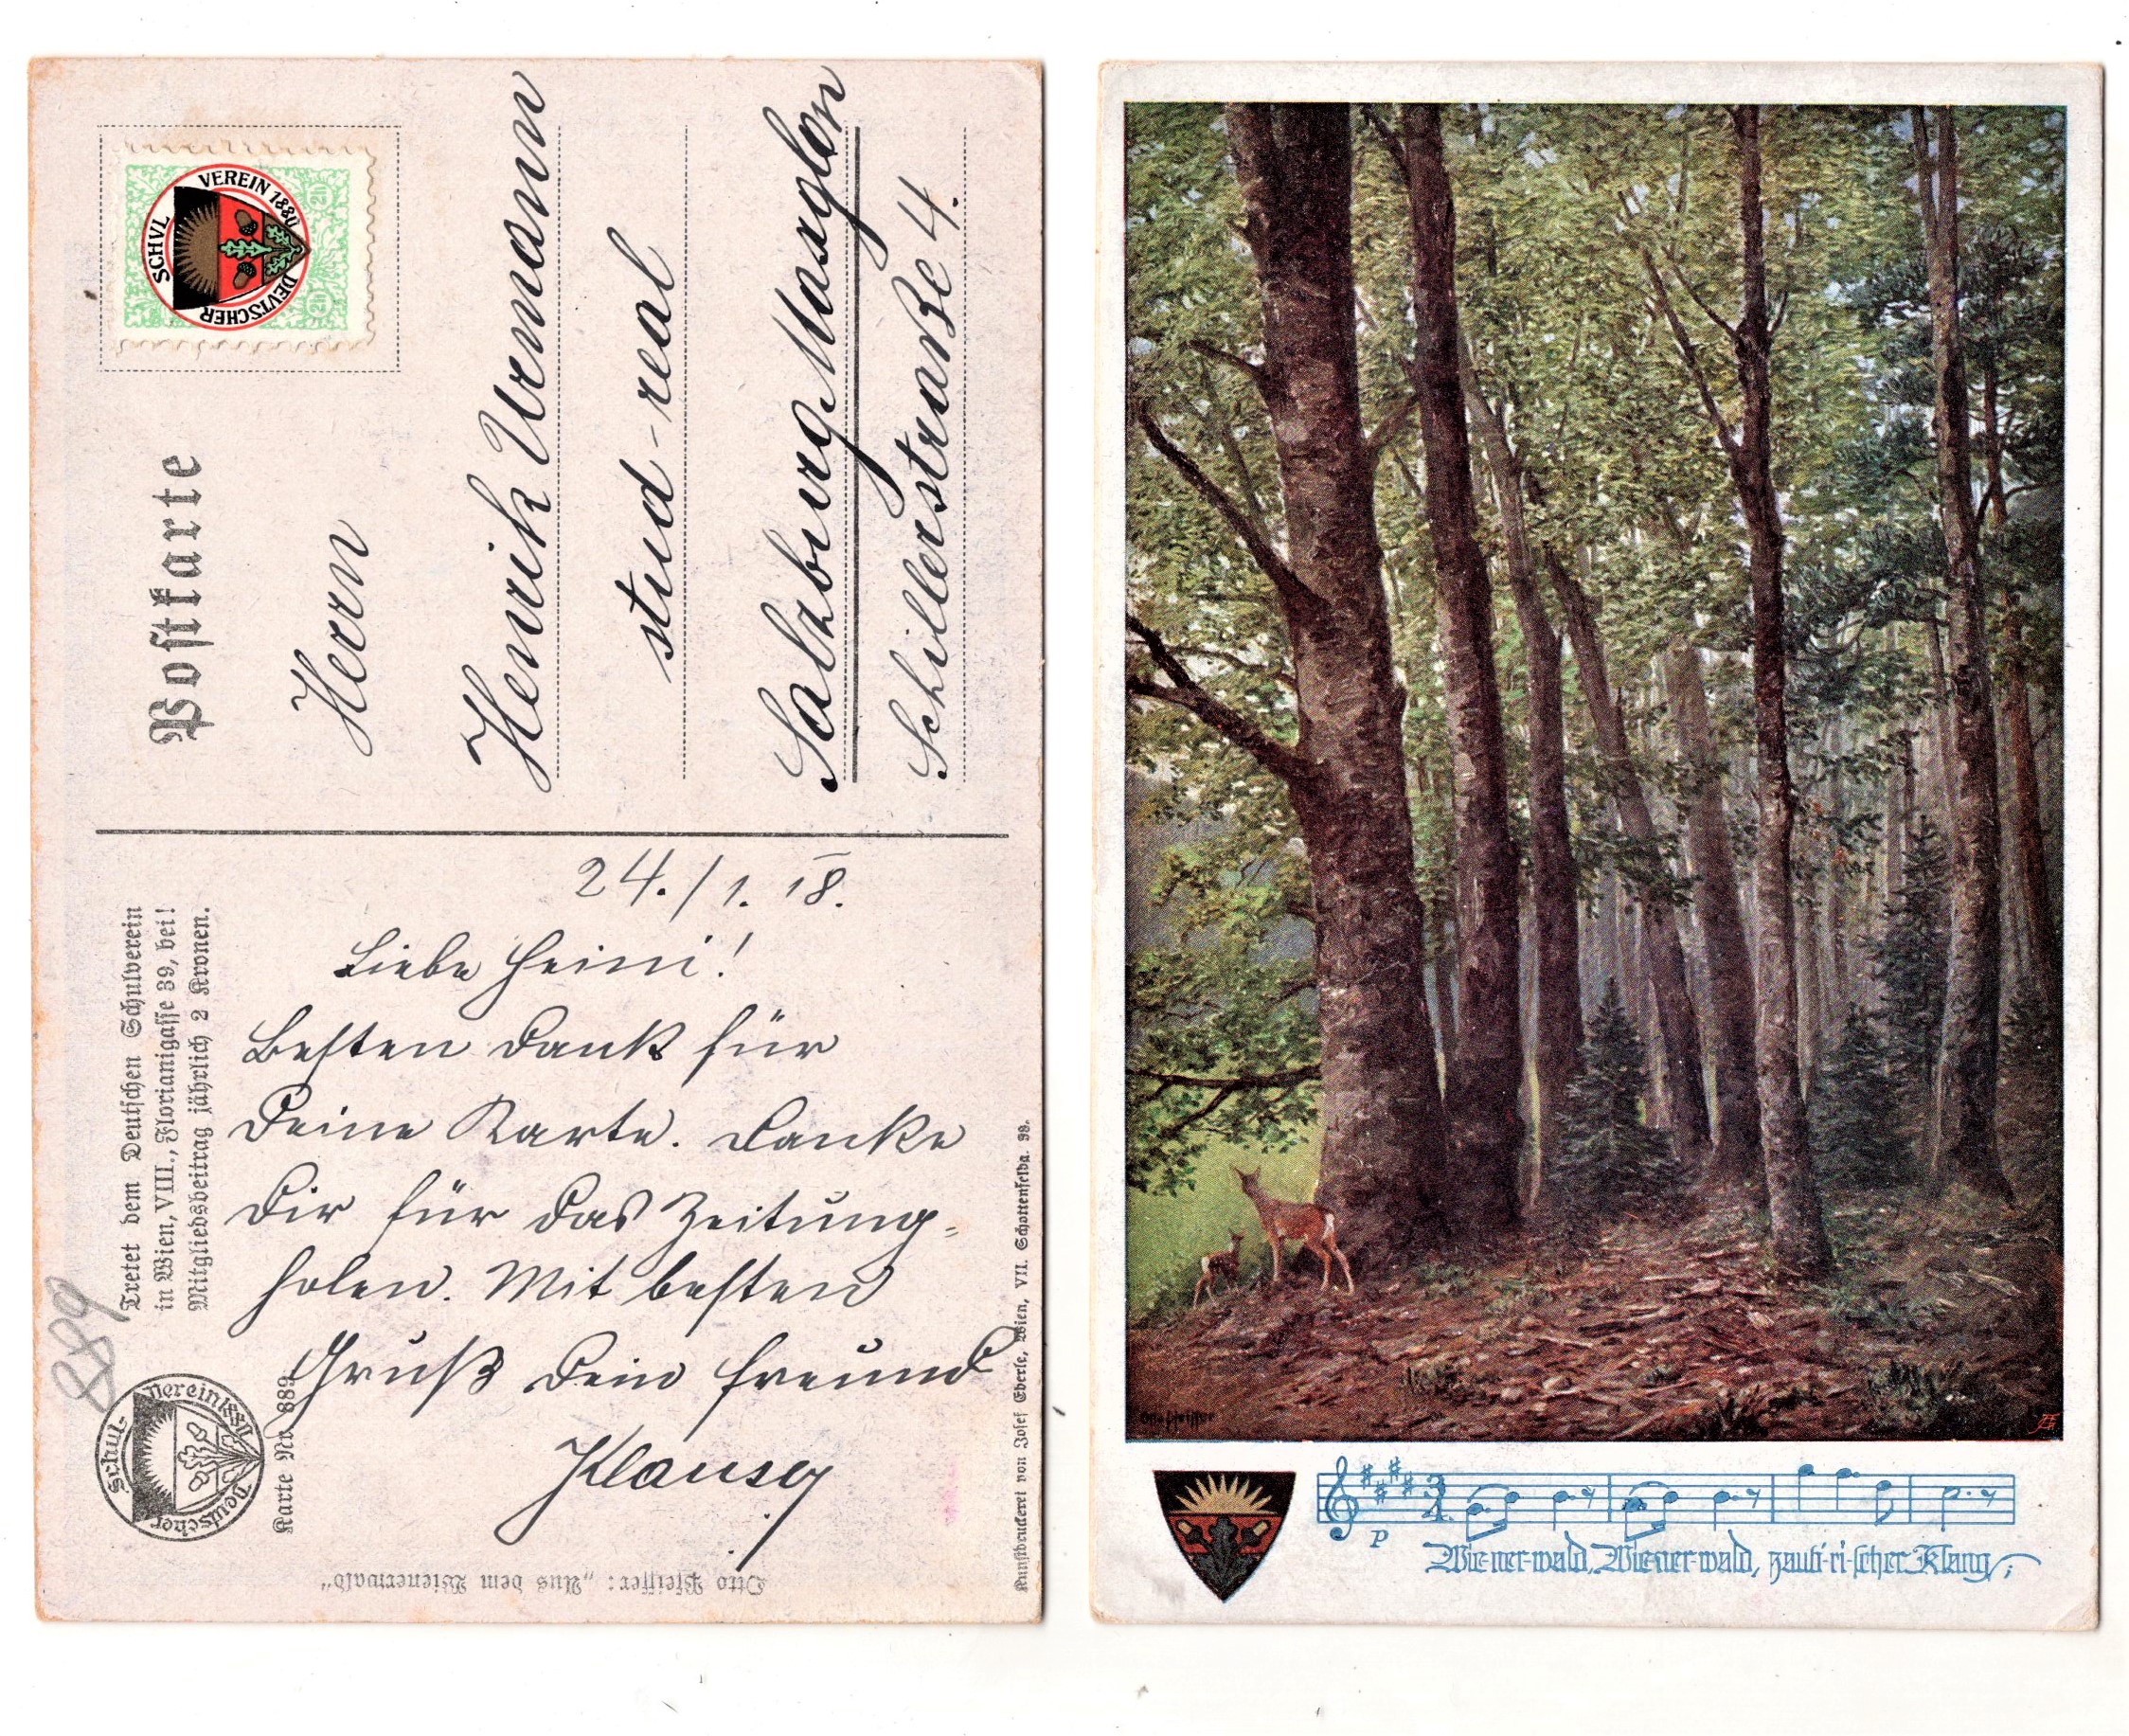 Postkarte
SCHUL VEREIN 1880
DEUTSCHER
2h 2h
Herrn
Henrik Urmann
stud-real
Salzburg-Maxglan
Schillerstraße 4.
Tretet dem Deutschen Schulverein
in Wien, VIII., Florianigasse 39, bei!
Mitgliedsbeitrag jährlich 2 Kronen.
889
Schul- Verein 1880
Deutscher
Karte Nr. 889
24./1. 18.
Liebe Heini!
Besten Dank für
Deine Karte. Danke
Dir für das Zeitung-
holen. Mit besten
Gruß Dein Freund
Otto Pfeiffer: „Aus dem Wienerwald“
Kunstdruckerei von Josef Eberle, Wien, VII. Schottenfeldg. 98.
Otto Pfeiffer
3
4
p
Wie-ner-wald, Wie-ner-wald, zaub'-ri-scher Klang;